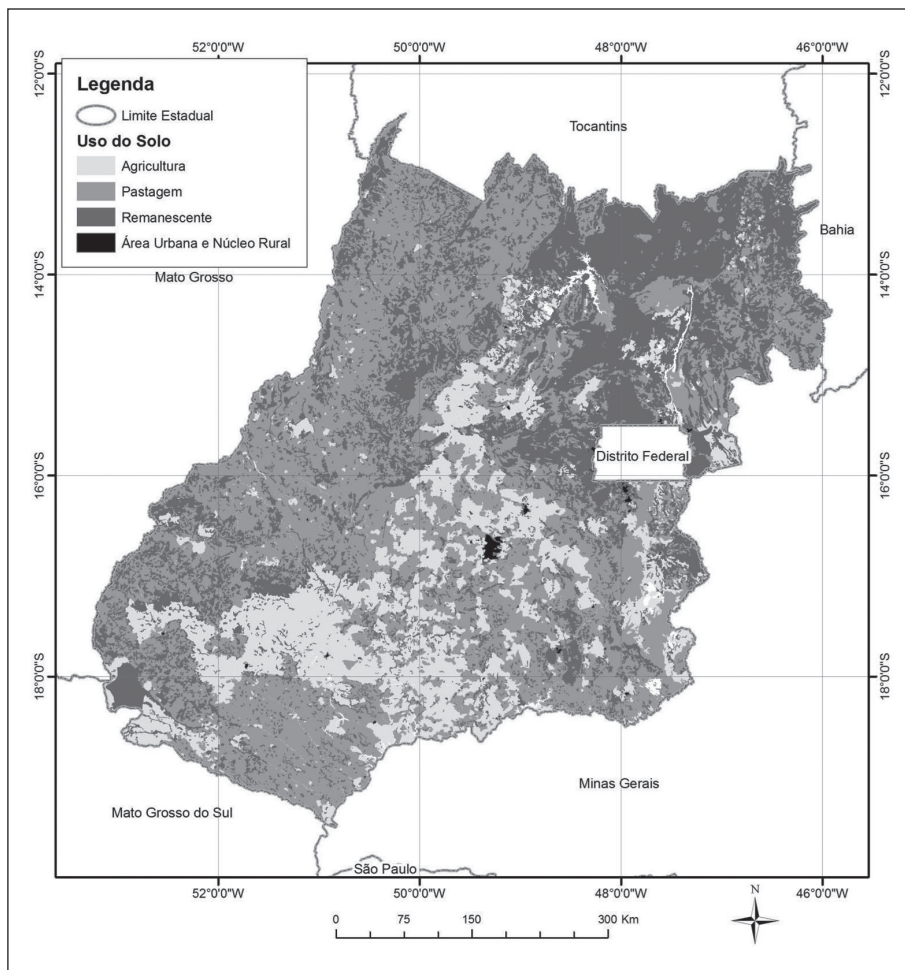 52°0'0"W 50°0'0"W 48°0'0"W 46°0'0"W
12°0'0"S 12°0'0"S
Legenda
Limite Estadual
Uso do Solo
Agricultura
Pastagem
Remanescente
Área Urbana e Núcleo Rural
Tocantins
Bahia
14°0'0"S 14°0'0"S
Mato Grosso
Distrito Federal
16°0'0"S 16°0'0"S
18°0'0"S 18°0'0"S
Minas Gerais
Mato Grosso do Sul
São Paulo
52°0'0"W 50°0'0"W 48°0'0"W 46°0'0"W
N
0 75 150 300 Km